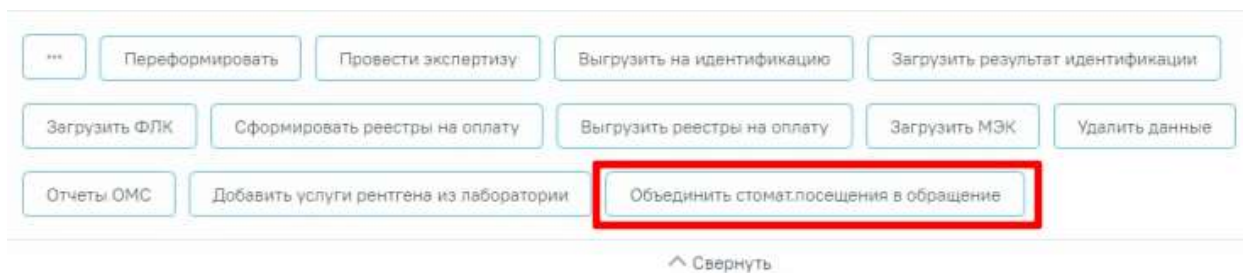 ... Переформировать Провести экспертизу Выгрузить на идентификацию Загрузить результат идентификации
Загрузить ФЛК Сформировать реестры на оплату Выгрузить реестры на оплату Загрузить МЭК Удалить данные
Отчеты ОМС Добавить услуги рентгена из лаборатории Объединить стомат.посещения в обращение
Свернуть